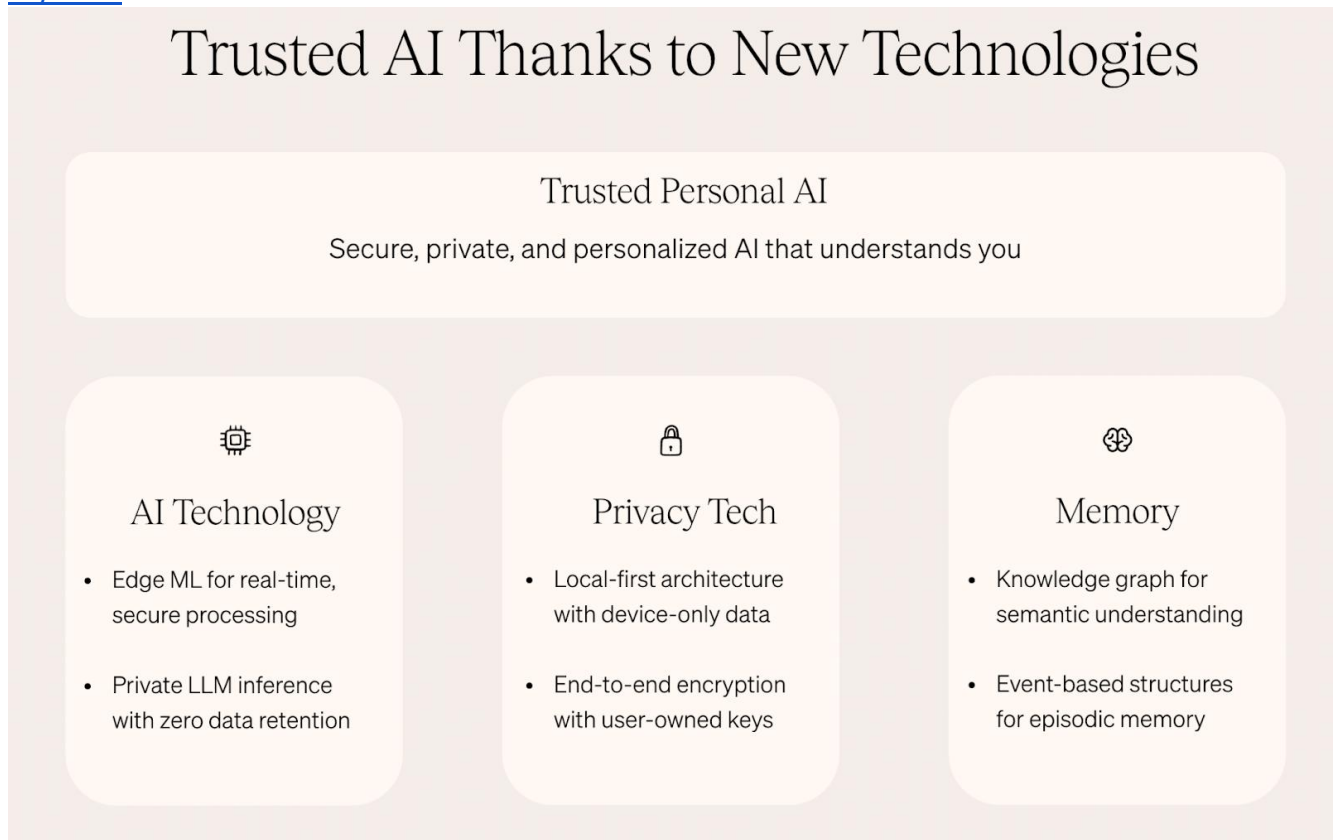 Trusted AI Thanks to New Technologies
Trusted Personal AI
Secure, private, and personalized AI that understands you
AI Technology
• Edge ML for real-time,
secure processing
• Private LLM inference
with zero data retention
Privacy Tech
• Local-first architecture
with device-only data
• End-to-end encryption
with user-owned keys
Memory
• Knowledge graph for
semantic understanding
• Event-based structures
for episodic memory